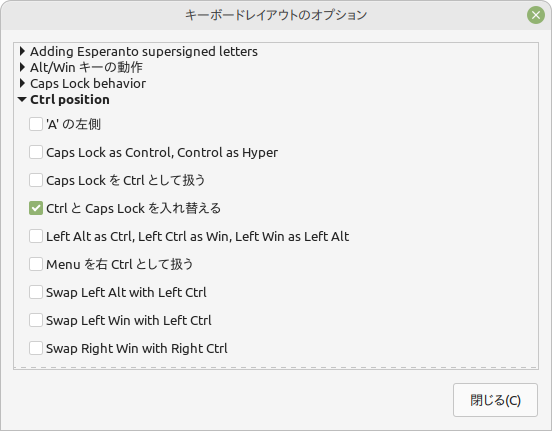 キーボードレイアウトのオプション
Adding Esperanto supersigned letters
Alt/Win キーの動作
Caps Lock behavior
Ctrl position
'A' の左側
Caps Lock as Control, Control as Hyper
Caps Lock を Ctrl として扱う
Ctrl と Caps Lock を入れ替える
Left Alt as Ctrl, Left Ctrl as Win, Left Win as Left Alt
Menu を右 Ctrl として扱う
Swap Left Alt with Left Ctrl
Swap Left Win with Left Ctrl
Swap Right Win with Right Ctrl
閉じる(C)